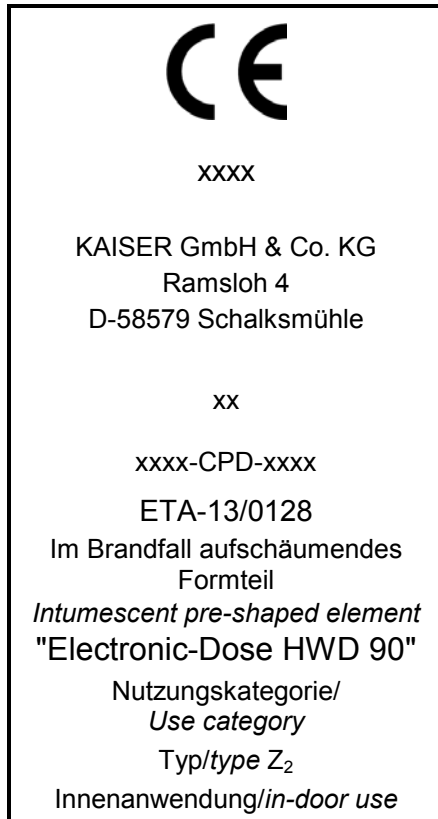 CE
xxxx
KAISER GmbH & Co. KG
Ramsloh 4
D-58579 Schalksmühle
xx
xxxx-CPD-xxxx
ETA-13/0128
Im Brandfall aufschäumendes
Formteil
Intumescent pre-shaped element
"Electronic-Dose HWD 90"
Nutzungskategorie/
Use category
Typ/type Z₂
Innenanwendung/in-door use